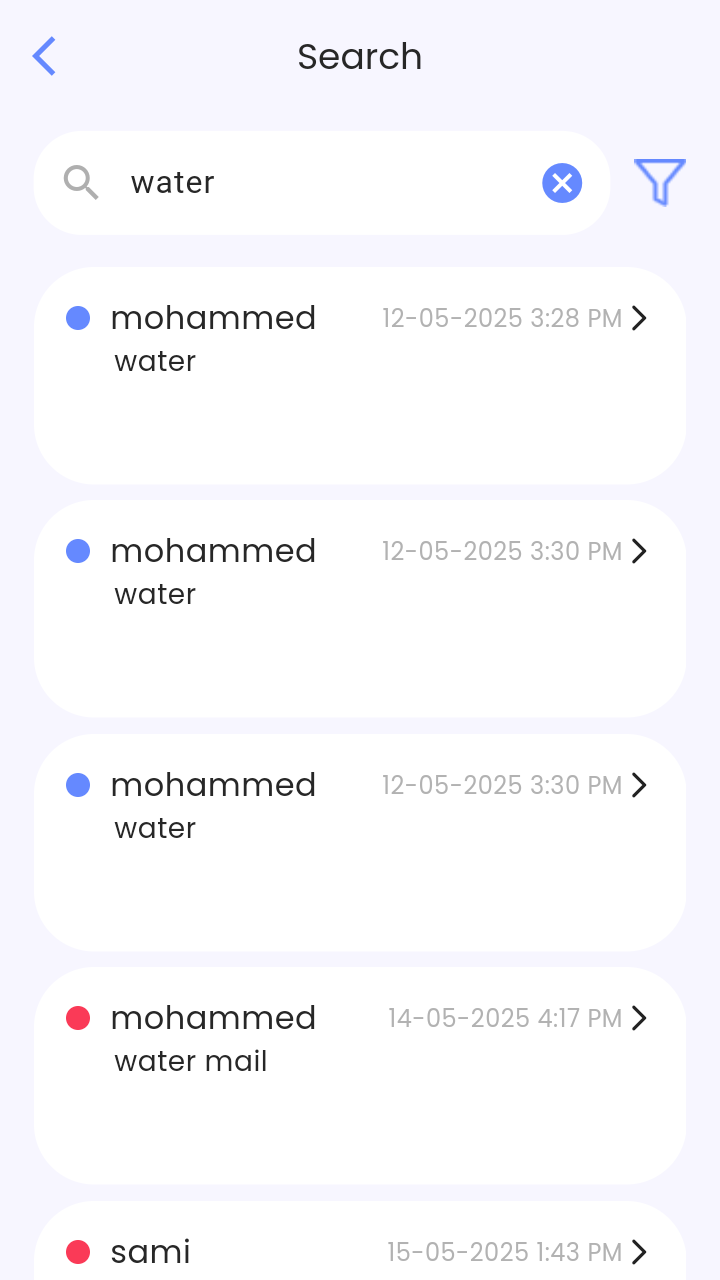 Search
water
mohammed 12-05-2025 3:28 PM
water
mohammed 12-05-2025 3:30 PM
water
mohammed 12-05-2025 3:30 PM
water
mohammed 14-05-2025 4:17 PM
water mail
sami 15-05-2025 1:43 PM